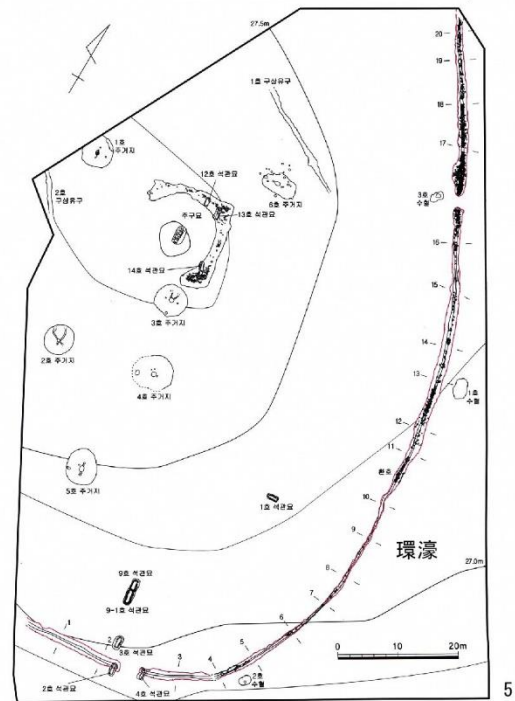 27.5m
20
19
18
17
1호 구상유구
1호
주거지
12호 석관묘
6호 주거지
3호
수혈
2호
구상유구
주구묘
13호 석관묘
14호 석관묘
16
3호 주거지
15
2호 주거지
14
4호 주거지
13
1호
수혈
12
11
환호
5호 주거지
10
1호 석관묘
9
環濠
27.0m
9호 석관묘
8
9-1호 석관묘
7
1
6
2
3호 석관묘
5
3
4
2호 석관묘
4호 석관묘
2호
수혈
0 10 20m
5